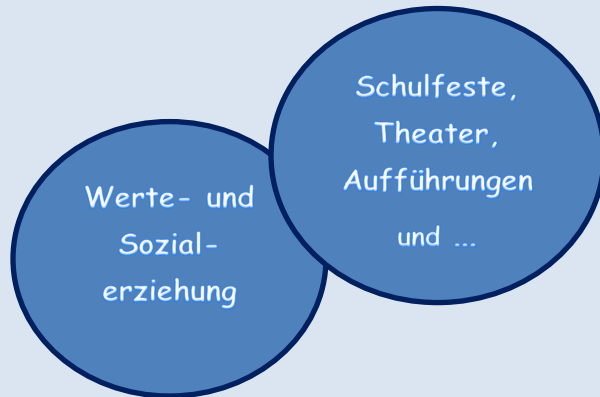 Schulfeste,
Theater,
Aufführungen
und ...
Werte- und
Sozial-
erziehung